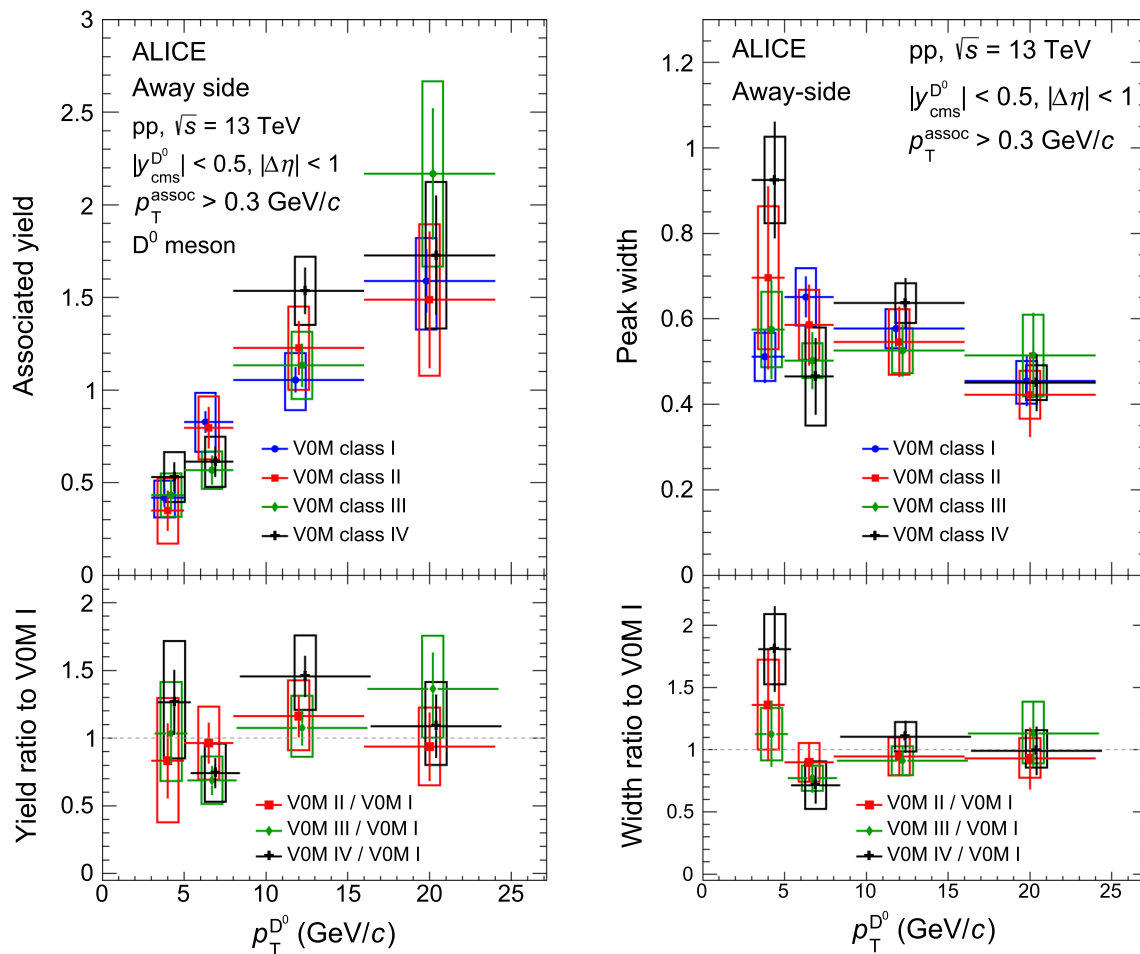 ALICE
Away side
pp, √s = 13 TeV
|y_cms^D⁰| < 0.5, |Δη| < 1
p_T^assoc > 0.3 GeV/c
D⁰ meson
Associated yield
3
2.5
2
1.5
1
0.5
0
V0M class I
V0M class II
V0M class III
V0M class IV
Yield ratio to V0M I
2
1.5
1
0.5
0
V0M II / V0M I
V0M III / V0M I
V0M IV / V0M I
0 5 10 15 20 25
p_T^D⁰ (GeV/c)
ALICE
Away-side
pp, √s = 13 TeV
|y_cms^D⁰| < 0.5, |Δη| < 1
p_T^assoc > 0.3 GeV/c
Peak width
1.2
1
0.8
0.6
0.4
0.2
0
V0M class I
V0M class II
V0M class III
V0M class IV
Width ratio to V0M I
2
1.5
1
0.5
0
V0M II / V0M I
V0M III / V0M I
V0M IV / V0M I
0 5 10 15 20 25
p_T^D⁰ (GeV/c)